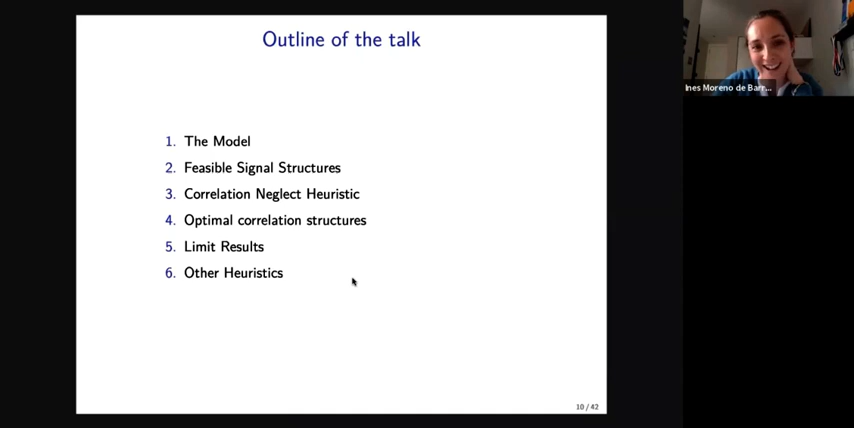 Outline of the talk
1. The Model
2. Feasible Signal Structures
3. Correlation Neglect Heuristic
4. Optimal correlation structures
5. Limit Results
6. Other Heuristics
10 / 42
Ines Moreno de Barr...